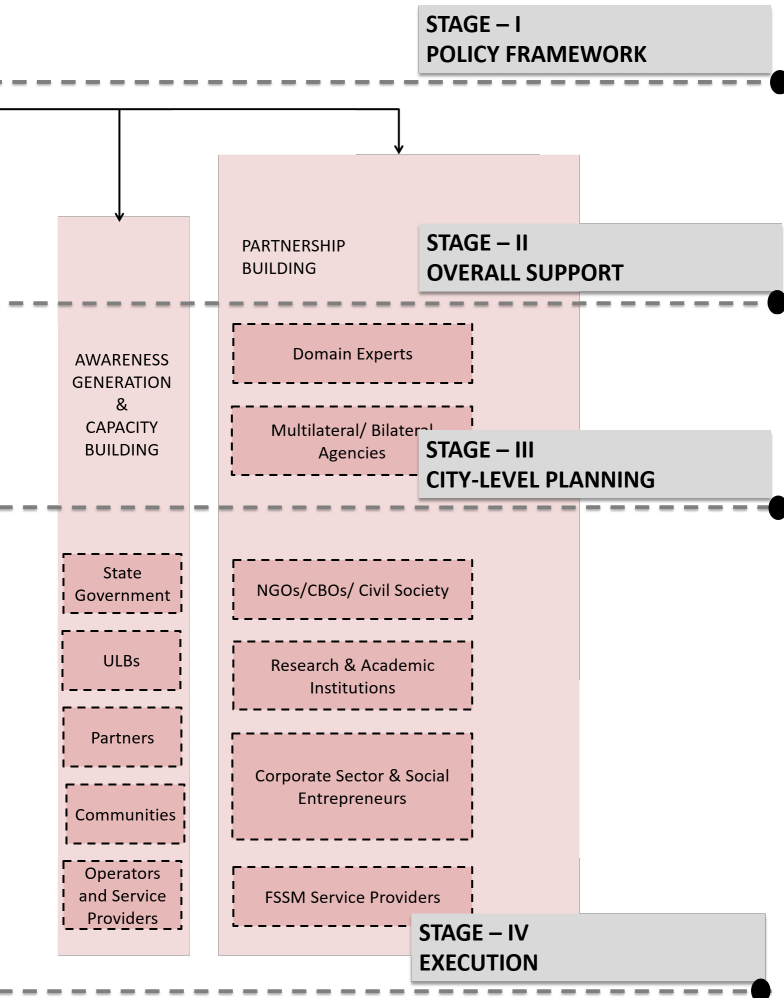 STAGE – I
POLICY FRAMEWORK
PARTNERSHIP
BUILDING
STAGE – II
OVERALL SUPPORT
AWARENESS
GENERATION
&
CAPACITY
BUILDING
Domain Experts
Multilateral/ Bilateral
Agencies
STAGE – III
CITY-LEVEL PLANNING
State
Government
ULBs
Partners
Communities
Operators
and Service
Providers
NGOs/CBOs/ Civil Society
Research & Academic
Institutions
Corporate Sector & Social
Entrepreneurs
FSSM Service Providers
STAGE – IV
EXECUTION